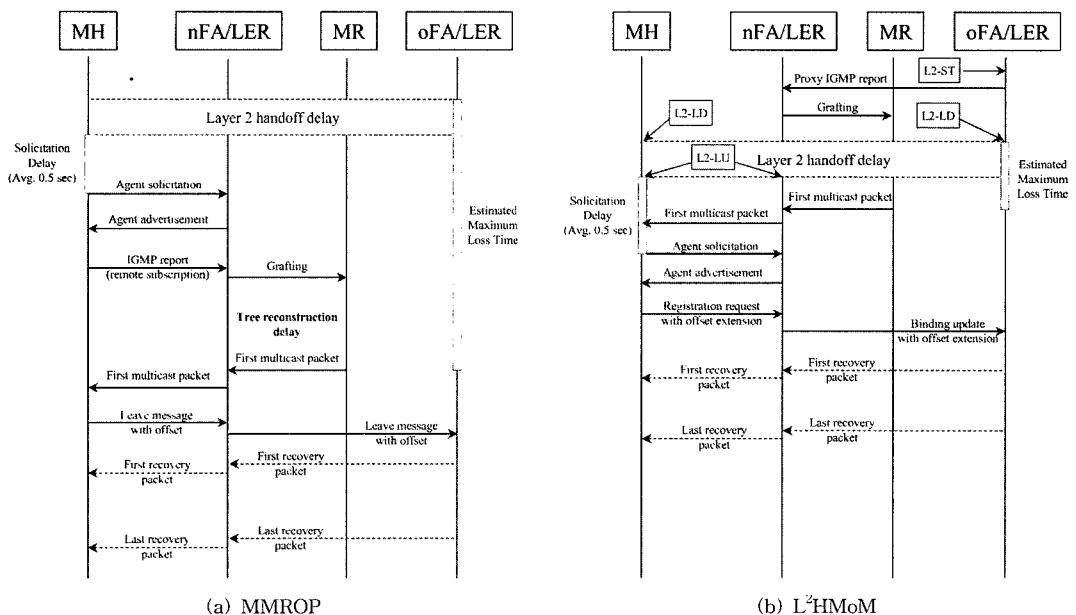 MH
nFA/LER
MR
oFA/LER
Layer 2 handoff delay
Solicitation
Delay
(Avg. 0.5 sec)
Agent solicitation
Agent advertisement
IGMP report
(remote subscription)
Grafting
Estimated
Maximum
Loss Time
Tree reconstruction
delay
First multicast packet
First multicast packet
Leave message
with offset
Leave message
with offset
First recovery
packet
First recovery
packet
Last recovery
packet
Last recovery
packet
(a) MMROP
MH
nFA/LER
MR
oFA/LER
L2-ST
Proxy IGMP report
Grafting
L2-LD
L2-LD
L2-LU
Layer 2 handoff delay
Estimated
Maximum
Loss Time
Solicitation
Delay
(Avg. 0.5 sec)
First multicast packet
First multicast packet
Agent solicitation
Agent advertisement
Registration request
with offset extension
Binding update
with offset extension
First recovery
packet
First recovery
packet
Last recovery
packet
Last recovery
packet
(b) L²HMoM